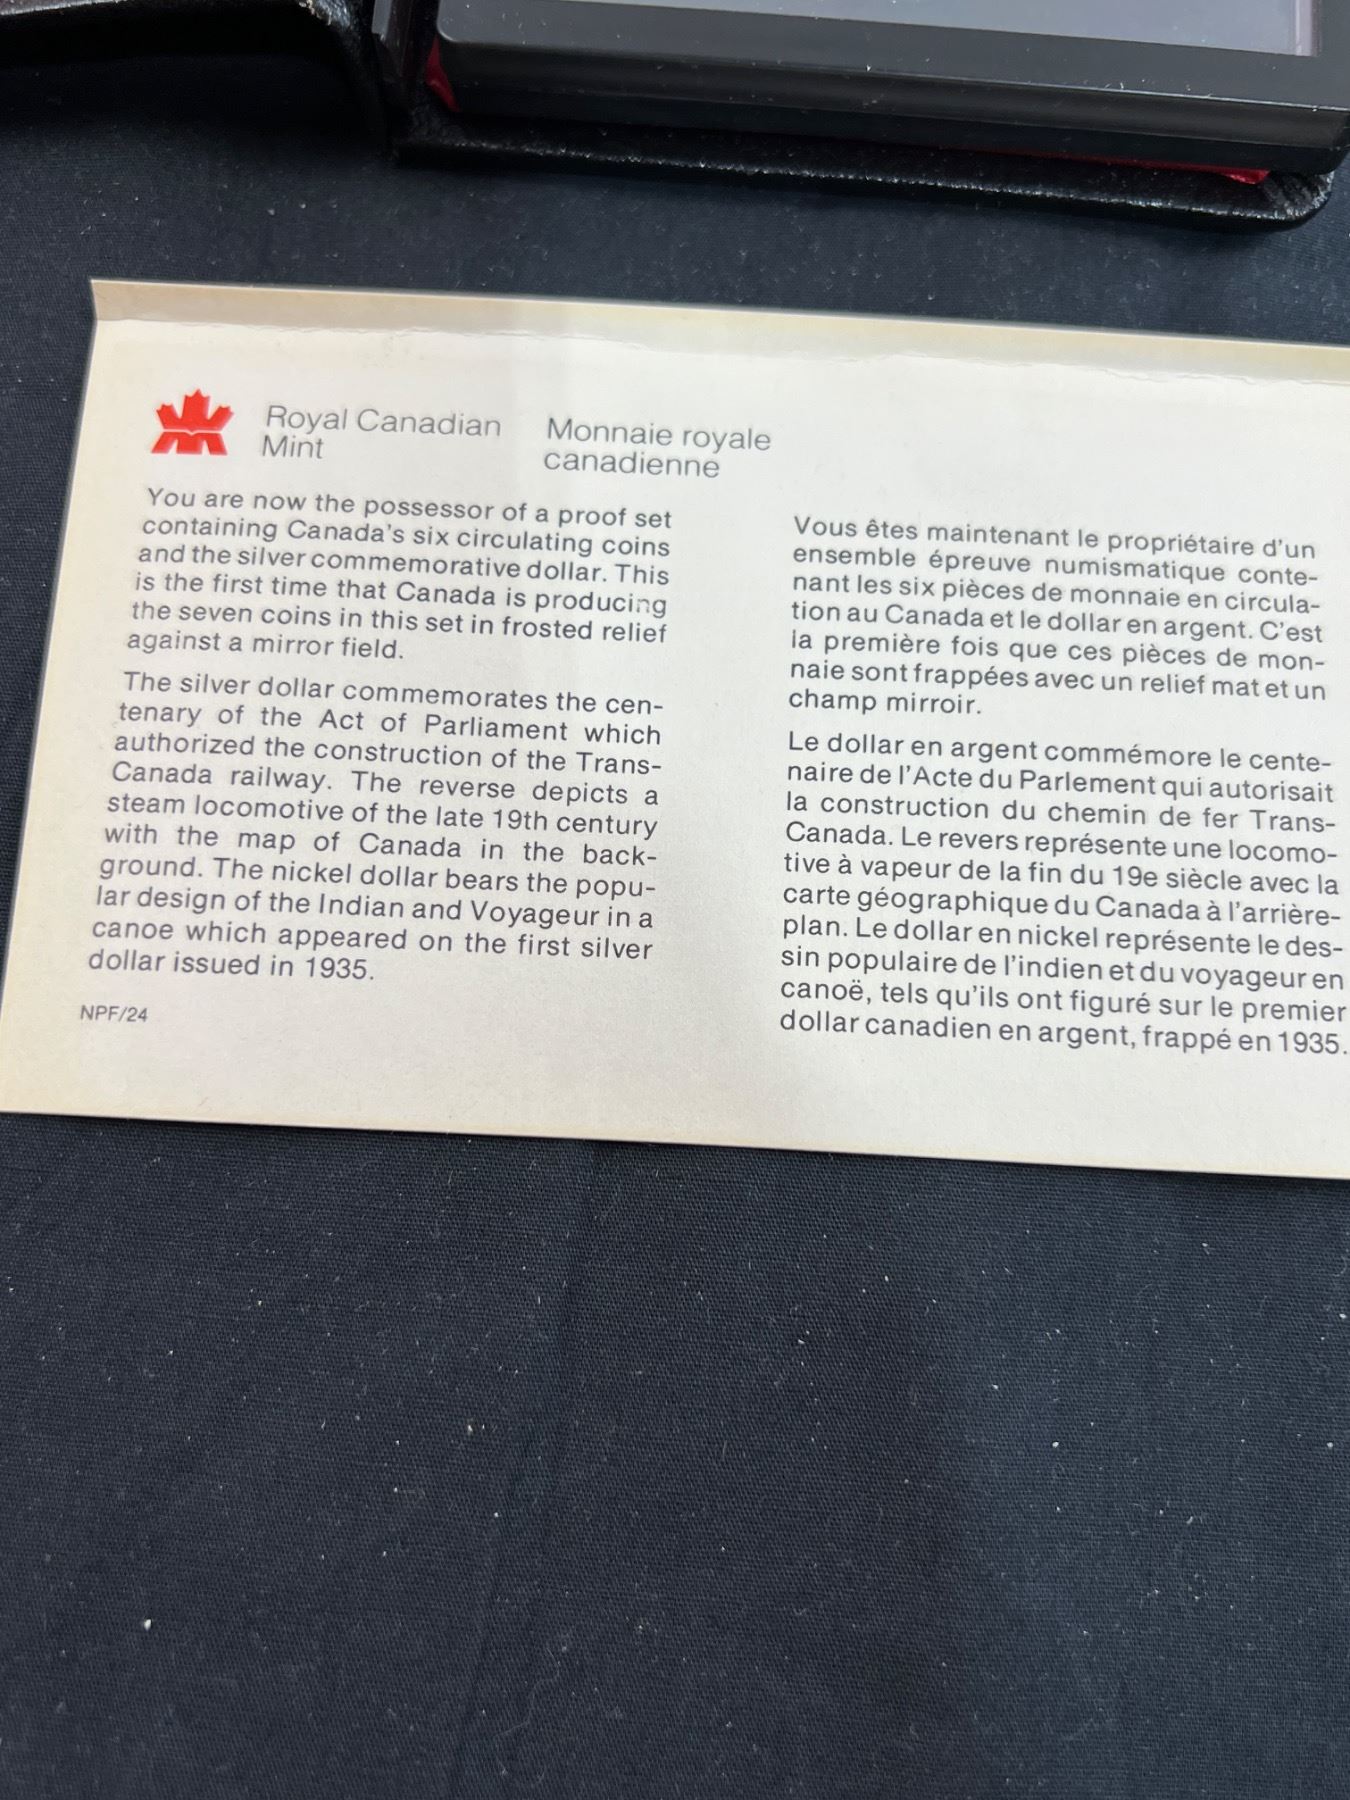 Royal Canadian
Mint
Monnaie royale
canadienne
You are now the possessor of a proof set
containing Canada's six circulating coins
and the silver commemorative dollar. This
is the first time that Canada is producing
the seven coins in this set in frosted relief
against a mirror field.
The silver dollar commemorates the cen-
tenary of the Act of Parliament which
authorized the construction of the Trans-
Canada railway. The reverse depicts a
steam locomotive of the late 19th century
with the map of Canada in the back-
ground. The nickel dollar bears the popu-
lar design of the Indian and Voyageur in a
canoe which appeared on the first silver
dollar issued in 1935.
NPF/24
Vous êtes maintenant le propriétaire d'un
ensemble épreuve numismatique conte-
nant les six pièces de monnaie en circula-
tion au Canada et le dollar en argent. C'est
la première fois que ces pièces de mon-
naie sont frappées avec un relief mat et un
champ mirroir.
Le dollar en argent commémore le cente-
naire de l'Acte du Parlement qui autorisait
la construction du chemin de fer Trans-
Canada. Le revers représente une locomo-
tive à vapeur de la fin du 19e siècle avec la
carte géographique du Canada à l'arrière-
plan. Le dollar en nickel représente le des-
sin populaire de l'indien et du voyageur en
canoë, tels qu'ils ont figuré sur le premier
dollar canadien en argent, frappé en 1935.